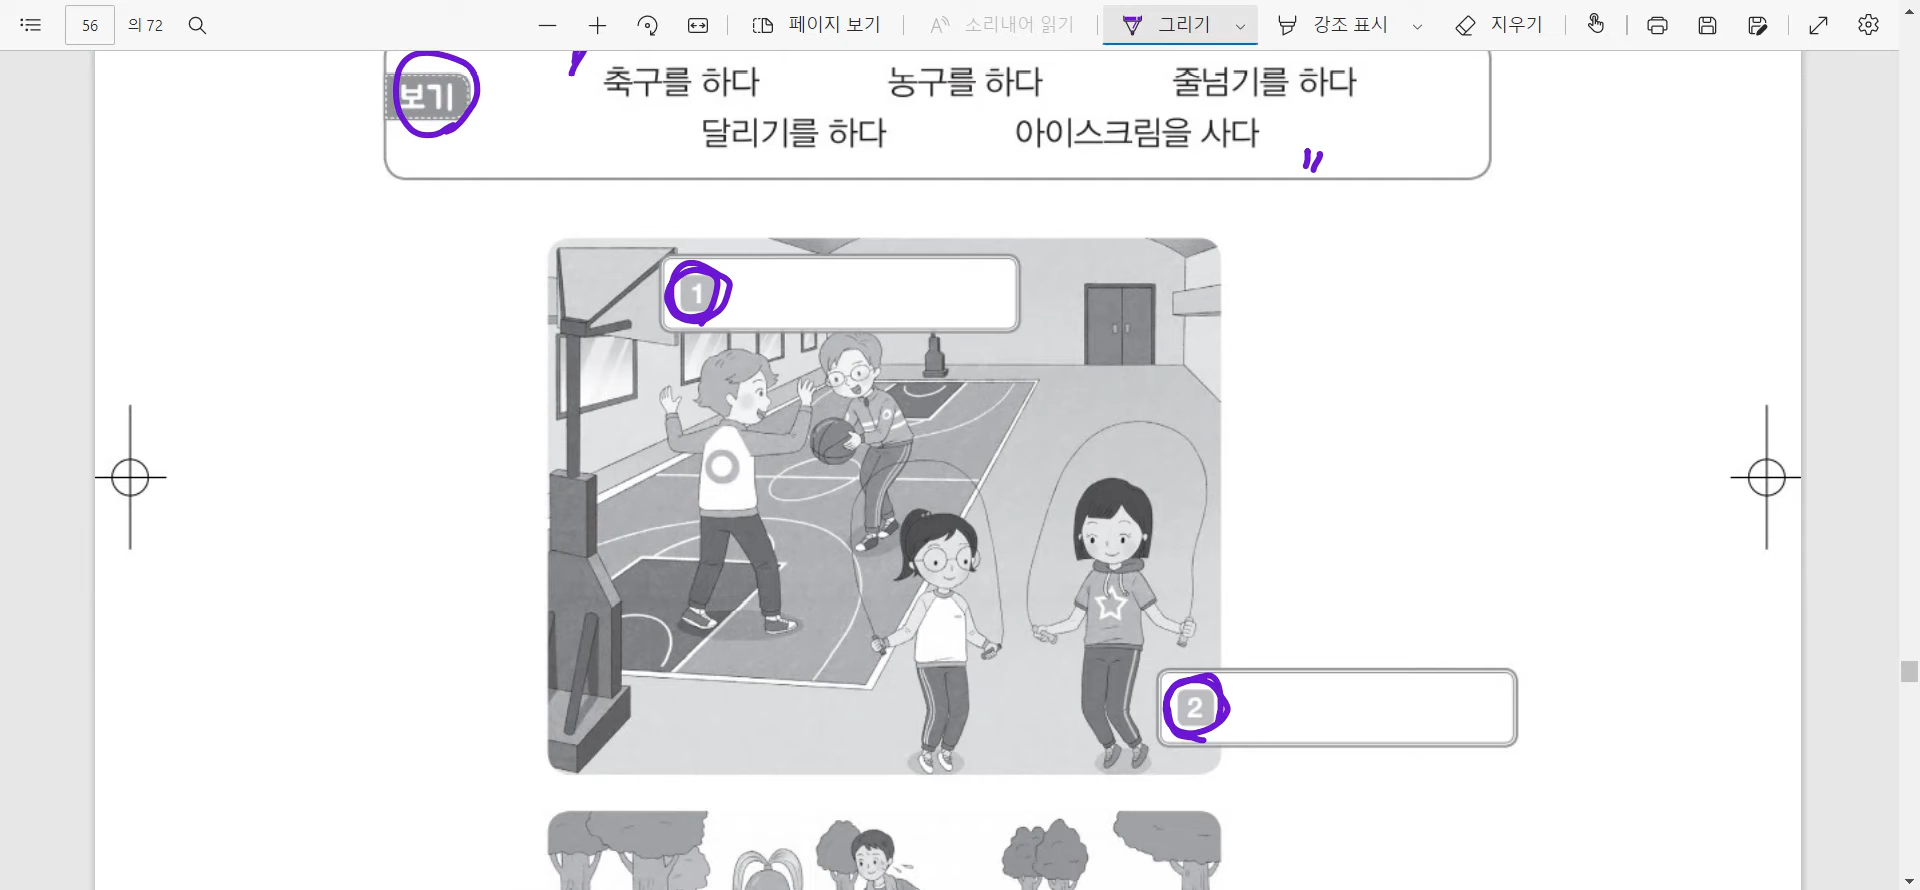 56 의 72 페이지 보기 소리내어 읽기 그리기 강조 표시 지우기
보기
축구를 하다 농구를 하다 줄넘기를 하다
달리기를 하다 아이스크림을 사다
1
2